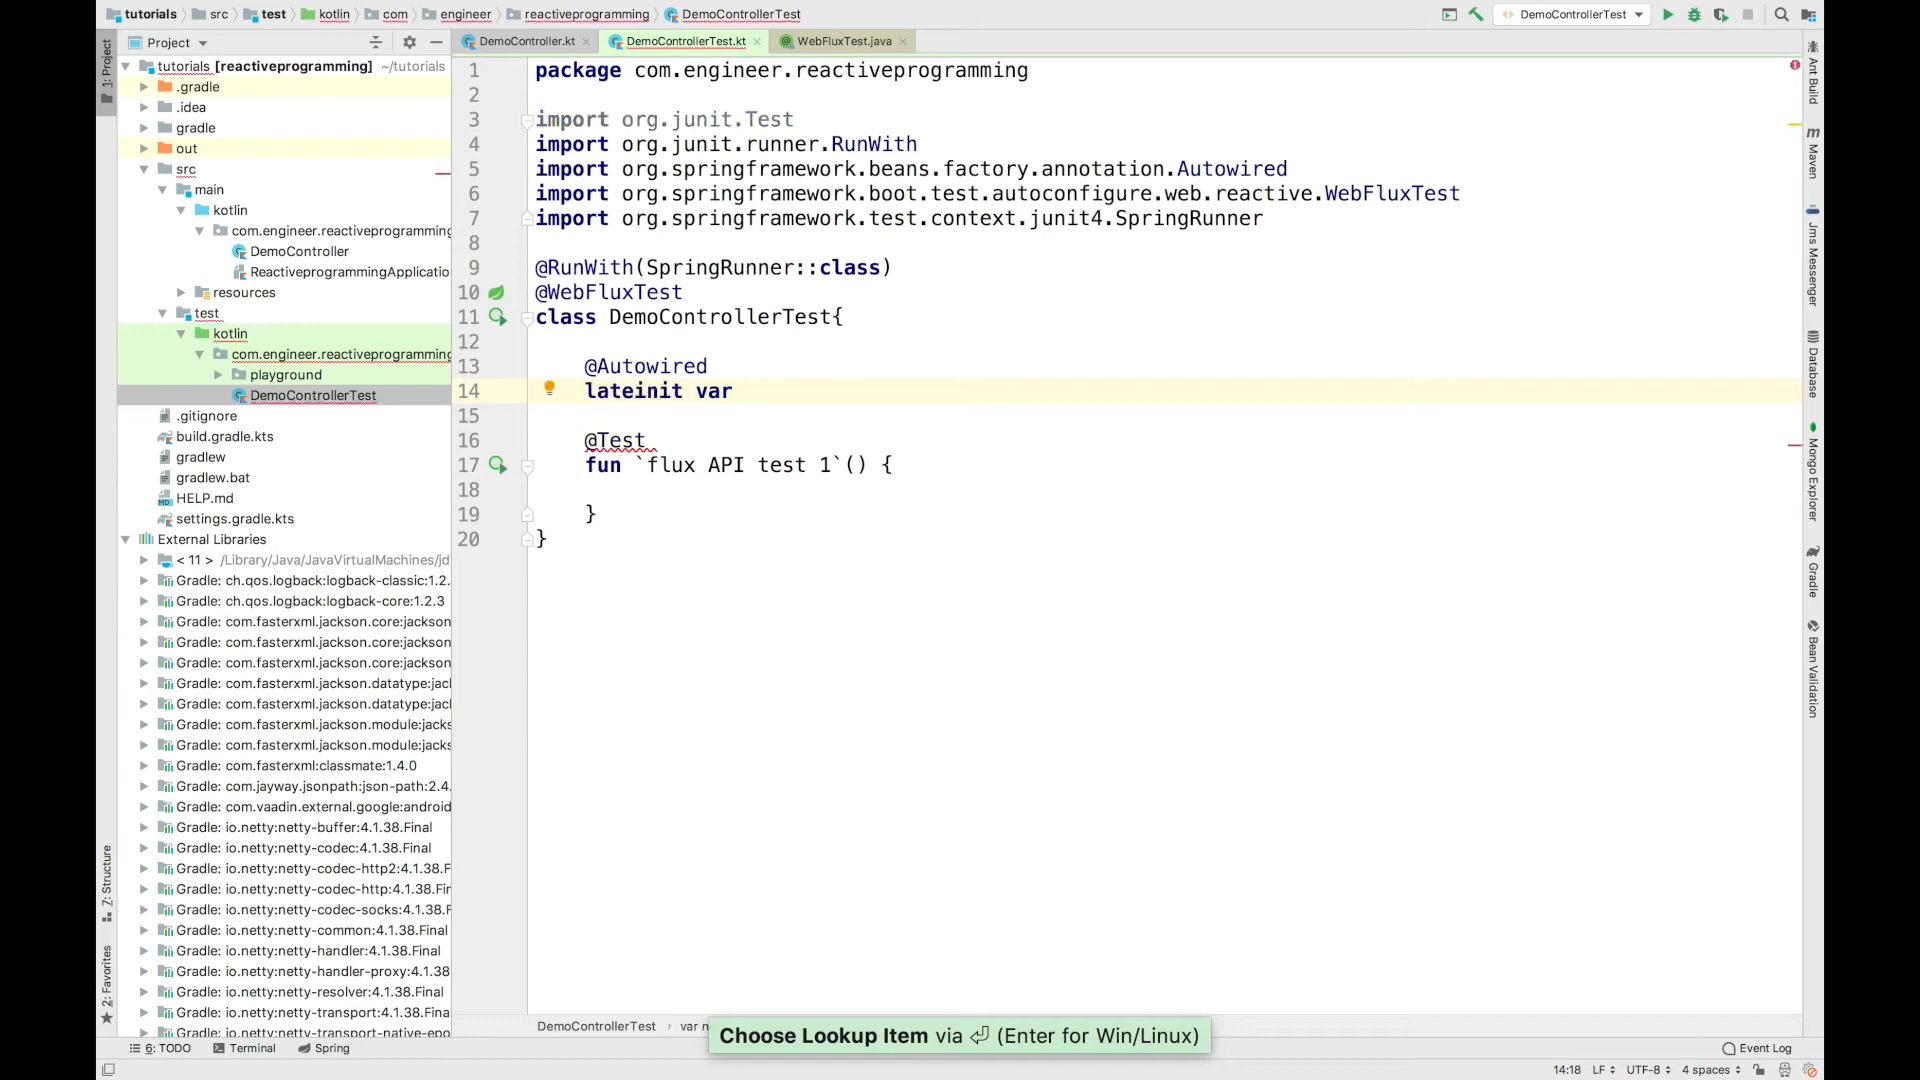 tutorials src test kotlin com engineer reactiveprogramming DemoControllerTest DemoControllerTest
Project DemoController.kt DemoControllerTest.kt WebFluxTest.java
1: Project
tutorials [reactiveprogramming] ~/tutorials
.gradle
.idea
gradle
out
src
main
kotlin
com.engineer.reactiveprogramming
DemoController
ReactiveprogrammingApplicatio
resources
test
kotlin
com.engineer.reactiveprogramming
playground
DemoControllerTest
.gitignore
build.gradle.kts
gradlew
gradlew.bat
HELP.md
settings.gradle.kts
External Libraries
< 11 > /Library/Java/JavaVirtualMachines/jd
Gradle: ch.qos.logback:logback-classic:1.2.
Gradle: ch.qos.logback:logback-core:1.2.3
Gradle: com.fasterxml.jackson.core:jackson
Gradle: com.fasterxml.jackson.core:jackson
Gradle: com.fasterxml.jackson.core:jackson
Gradle: com.fasterxml.jackson.datatype:jacl
Gradle: com.fasterxml.jackson.datatype:jacl
Gradle: com.fasterxml.jackson.module:jacks
Gradle: com.fasterxml.jackson.module:jacks
Gradle: com.fasterxml:classmate:1.4.0
Gradle: com.jayway.jsonpath:json-path:2.4.
Gradle: com.vaadin.external.google:android
Gradle: io.netty:netty-buffer:4.1.38.Final
Gradle: io.netty:netty-codec:4.1.38.Final
Gradle: io.netty:netty-codec-http2:4.1.38.F
Gradle: io.netty:netty-codec-http:4.1.38.Fir
Gradle: io.netty:netty-codec-socks:4.1.38.F
Gradle: io.netty:netty-common:4.1.38.Final
Gradle: io.netty:netty-handler:4.1.38.Final
Gradle: io.netty:netty-handler-proxy:4.1.38
Gradle: io.netty:netty-resolver:4.1.38.Final
Gradle: io.netty:netty-transport:4.1.38.Fina
Gradle: io.netty:netty-transport-native-epo
Z: Structure
2: Favorites
1 package com.engineer.reactiveprogramming
2
3 import org.junit.Test
4 import org.junit.runner.RunWith
5 import org.springframework.beans.factory.annotation.Autowired
6 import org.springframework.boot.test.autoconfigure.web.reactive.WebFluxTest
7 import org.springframework.test.context.junit4.SpringRunner
8
9 @RunWith(SpringRunner::class)
10 @WebFluxTest
11 class DemoControllerTest{
12
13 @Autowired
14 lateinit var
15
16 @Test
17 fun `flux API test 1`() {
18
19 }
20 }
Ant Build
Maven
Jms Messenger
Database
Mongo Explorer
Gradle
Bean Validation
DemoControllerTest › var n
Choose Lookup Item via ⏎ (Enter for Win/Linux)
6: TODO Terminal Spring Event Log
14:18 LF UTF-8 4 spaces